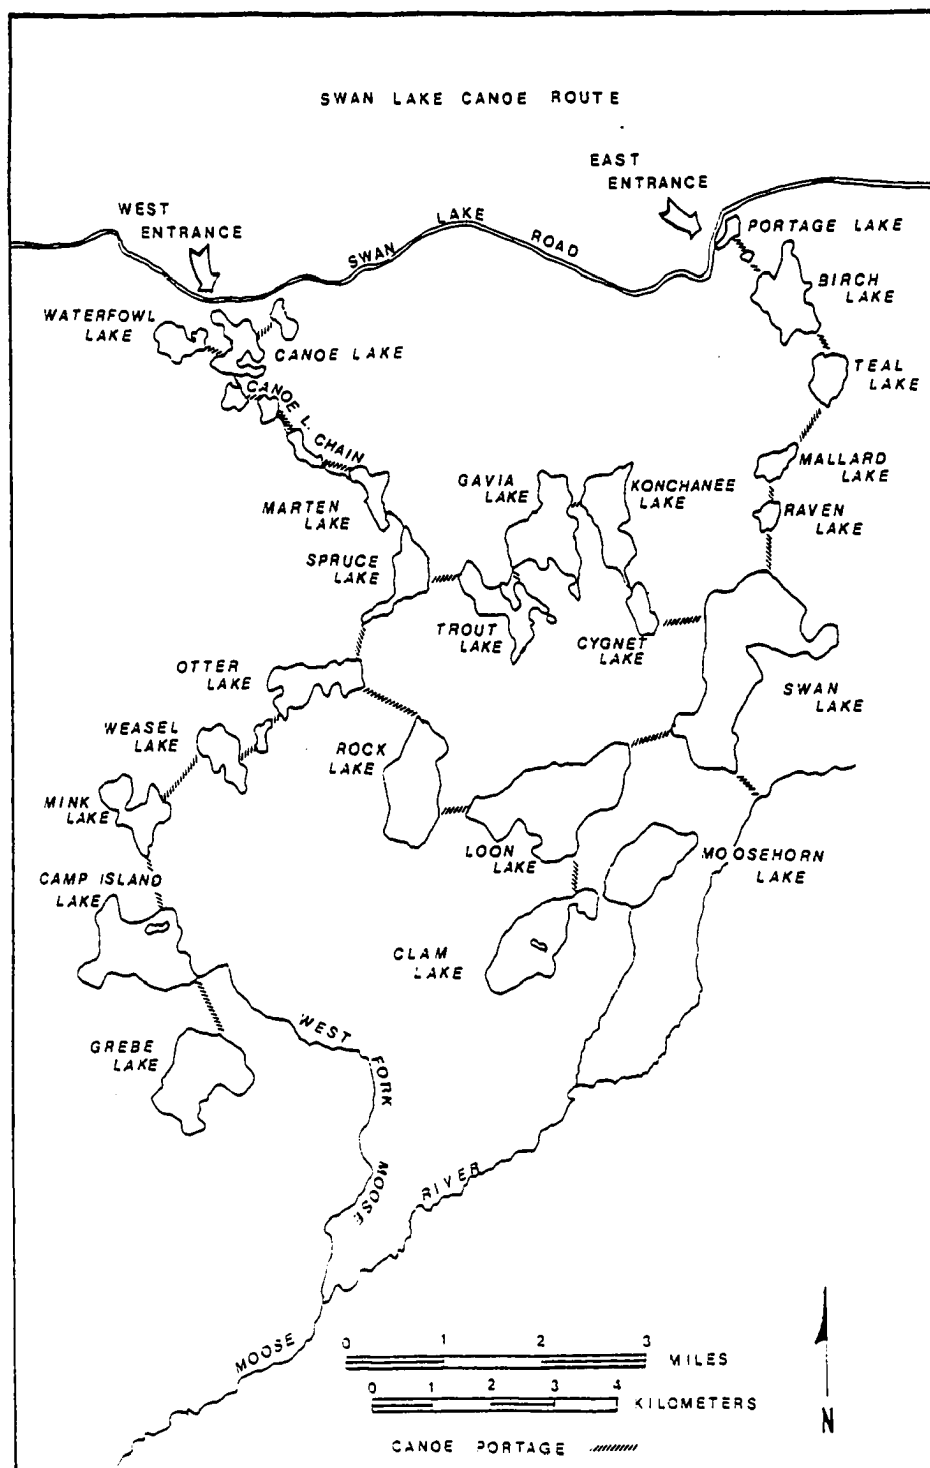 SWAN LAKE CANOE ROUTE
EAST
ENTRANCE
WEST
ENTRANCE
SWAN LAKE ROAD
PORTAGE LAKE
BIRCH
LAKE
WATERFOWL
LAKE
CANOE LAKE
TEAL
LAKE
CANOE L. CHAIN
MALLARD
LAKE
GAVIA
LAKE
KONCHANEE
LAKE
MARTEN
LAKE
RAVEN
LAKE
SPRUCE
LAKE
TROUT
LAKE
CYGNET
LAKE
OTTER
LAKE
SWAN
LAKE
WEASEL
LAKE
ROCK
LAKE
MINK
LAKE
LOON
LAKE
MOOSEHORN
LAKE
CAMP ISLAND
LAKE
CLAM
LAKE
GREBE
LAKE
WEST FORK MOOSE
RIVER
MOOSE
0 1 2 3
MILES
0 1 2 3 4
KILOMETERS
N
CANOE PORTAGE